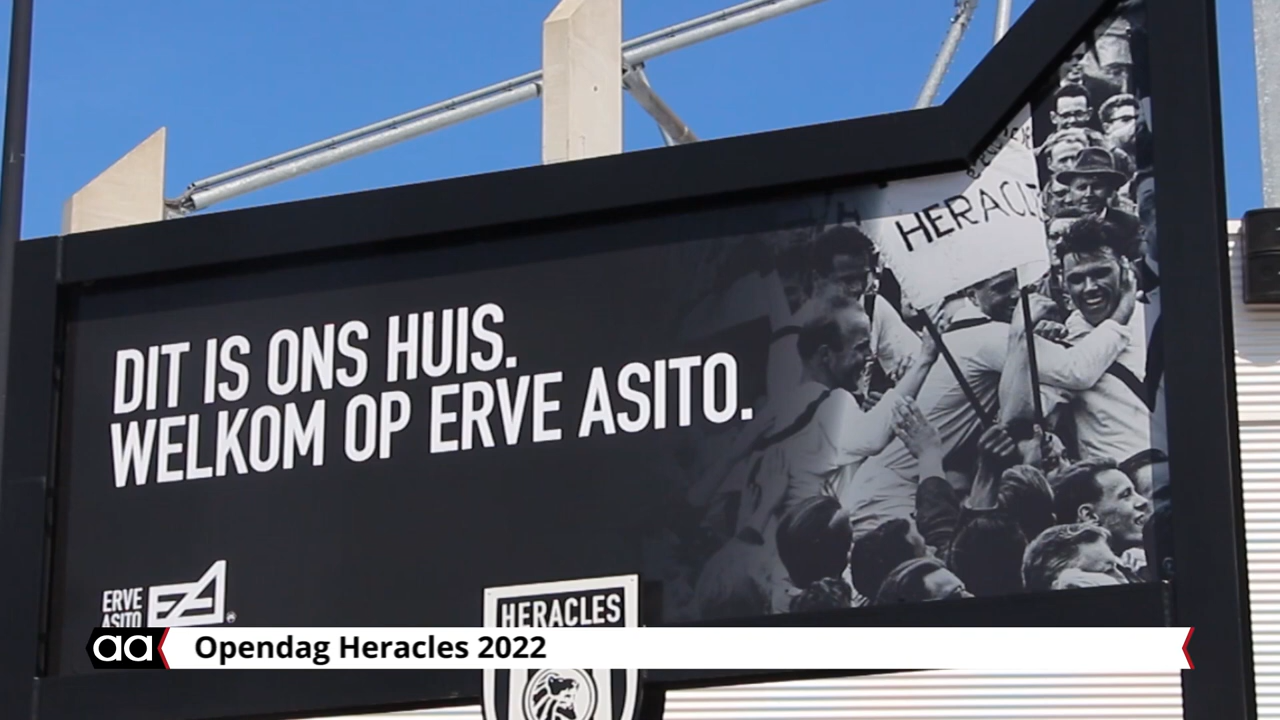 HERACL
DIT IS ONS HUIS.
WELKOM OP ERVE ASITO.
ERVE
ASITO
HERACLES
aa
Opendag Heracles 2022